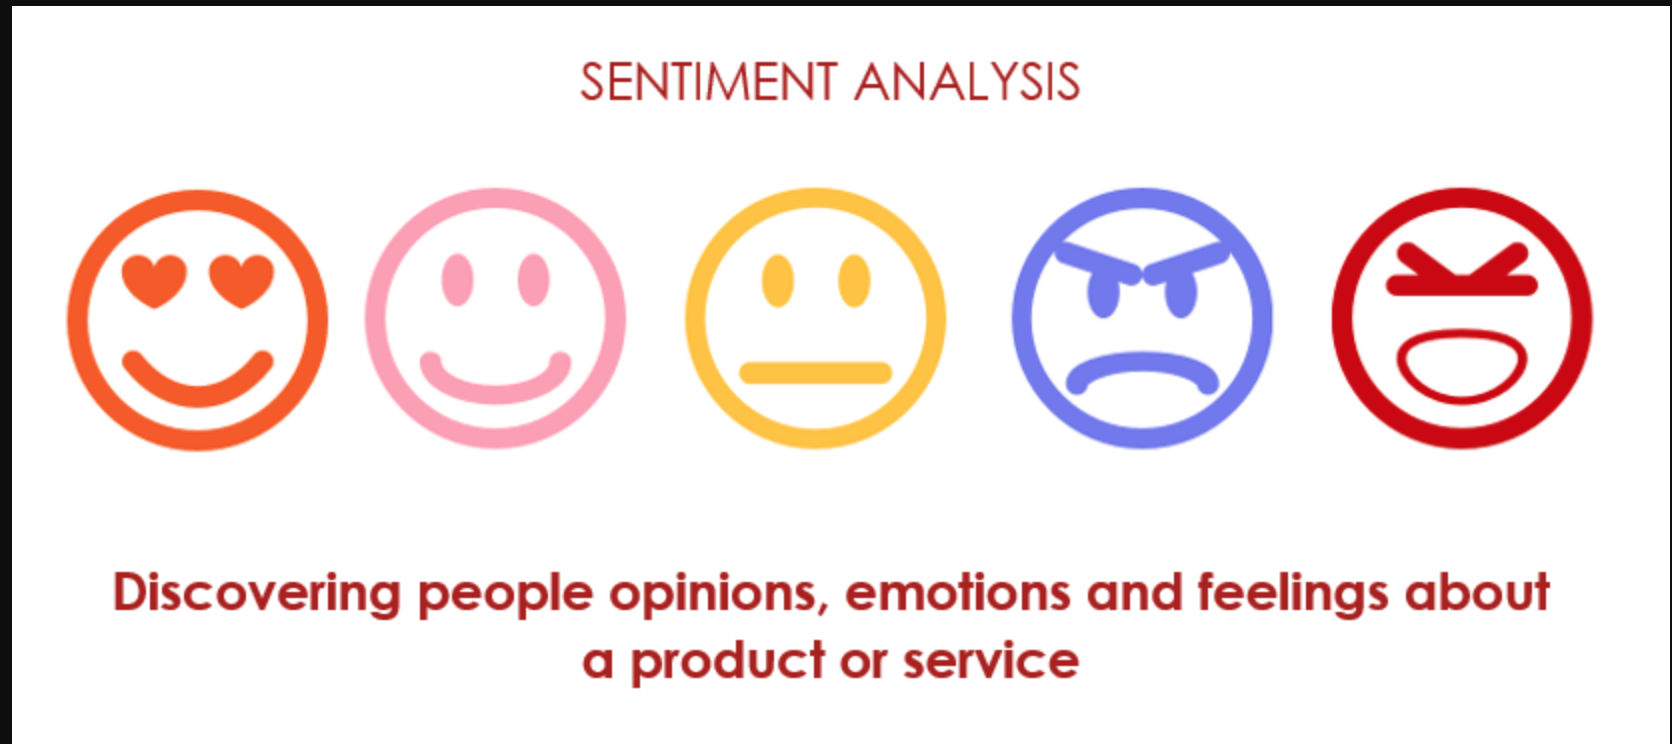 SENTIMENT ANALYSIS
Discovering people opinions, emotions and feelings about
a product or service